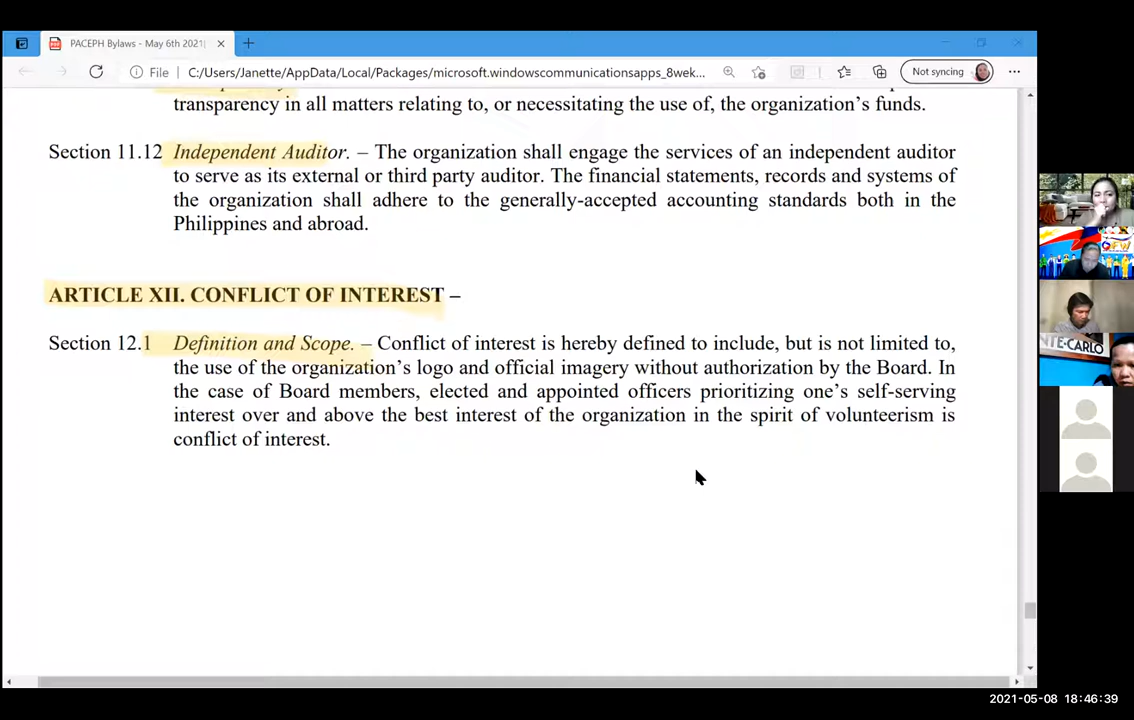 PACEPH Bylaws - May 6th 2021
File
C:/Users/Janette/AppData/Local/Packages/microsoft.windowscommunicationsapps_8wek...
Not syncing
transparency in all matters relating to, or necessitating the use of, the organization's funds.
Section 11.12 Independent Auditor. – The organization shall engage the services of an independent auditor
to serve as its external or third party auditor. The financial statements, records and systems of
the organization shall adhere to the generally-accepted accounting standards both in the
Philippines and abroad.
ARTICLE XII. CONFLICT OF INTEREST –
Section 12.1 Definition and Scope. – Conflict of interest is hereby defined to include, but is not limited to,
the use of the organization's logo and official imagery without authorization by the Board. In
the case of Board members, elected and appointed officers prioritizing one's self-serving
interest over and above the best interest of the organization in the spirit of volunteerism is
conflict of interest.
NTE-CARLO
2021-05-08 18:46:39